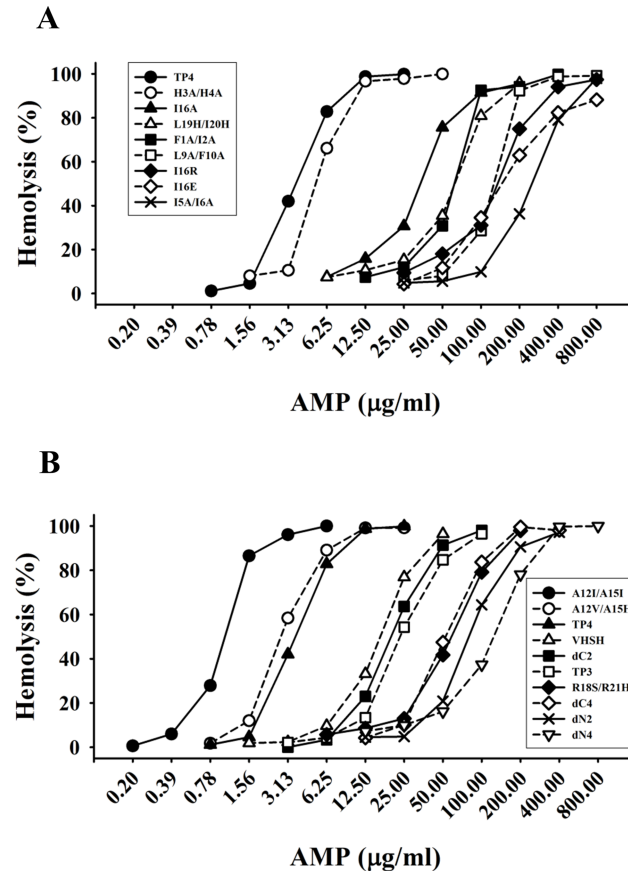 A
Hemolysis (%)
100
80
60
40
20
0
TP4
H3A/H4A
I16A
L19H/I20H
F1A/I2A
L9A/F10A
I16R
I16E
I5A/I6A
0.20
0.39
0.78
1.56
3.13
6.25
12.50
25.00
50.00
100.00
200.00
400.00
800.00
AMP (μg/ml)
B
Hemolysis (%)
100
80
60
40
20
0
A12I/A15I
A12V/A15H
TP4
VHSH
dC2
TP3
R18S/R21H
dC4
dN2
dN4
0.20
0.39
0.78
1.56
3.13
6.25
12.50
25.00
50.00
100.00
200.00
400.00
800.00
AMP (μg/ml)